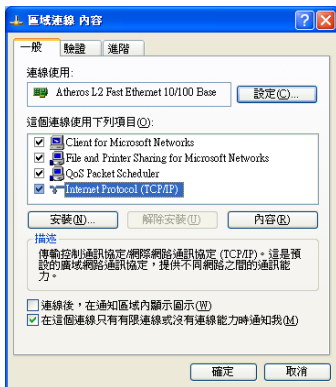 區域連線 內容
一般 驗證 進階
連線使用:
Atheros L2 Fast Ethernet 10/100 Base 設定(C)...
這個連線使用下列項目(O):
Client for Microsoft Networks
File and Printer Sharing for Microsoft Networks
QoS Packet Scheduler
Internet Protocol (TCP/IP)
安裝(N)... 解除安裝(U) 內容(R)
描述
傳輸控制通訊協定/網際網路通訊協定 (TCP/IP)。這是預
設的廣域網路通訊協定，提供不同網路之間的通訊能
力。
連線後，在通知區域內顯示圖示(W)
在這個連線只有有限連線或沒有連線能力時通知我(M)
確定 取消